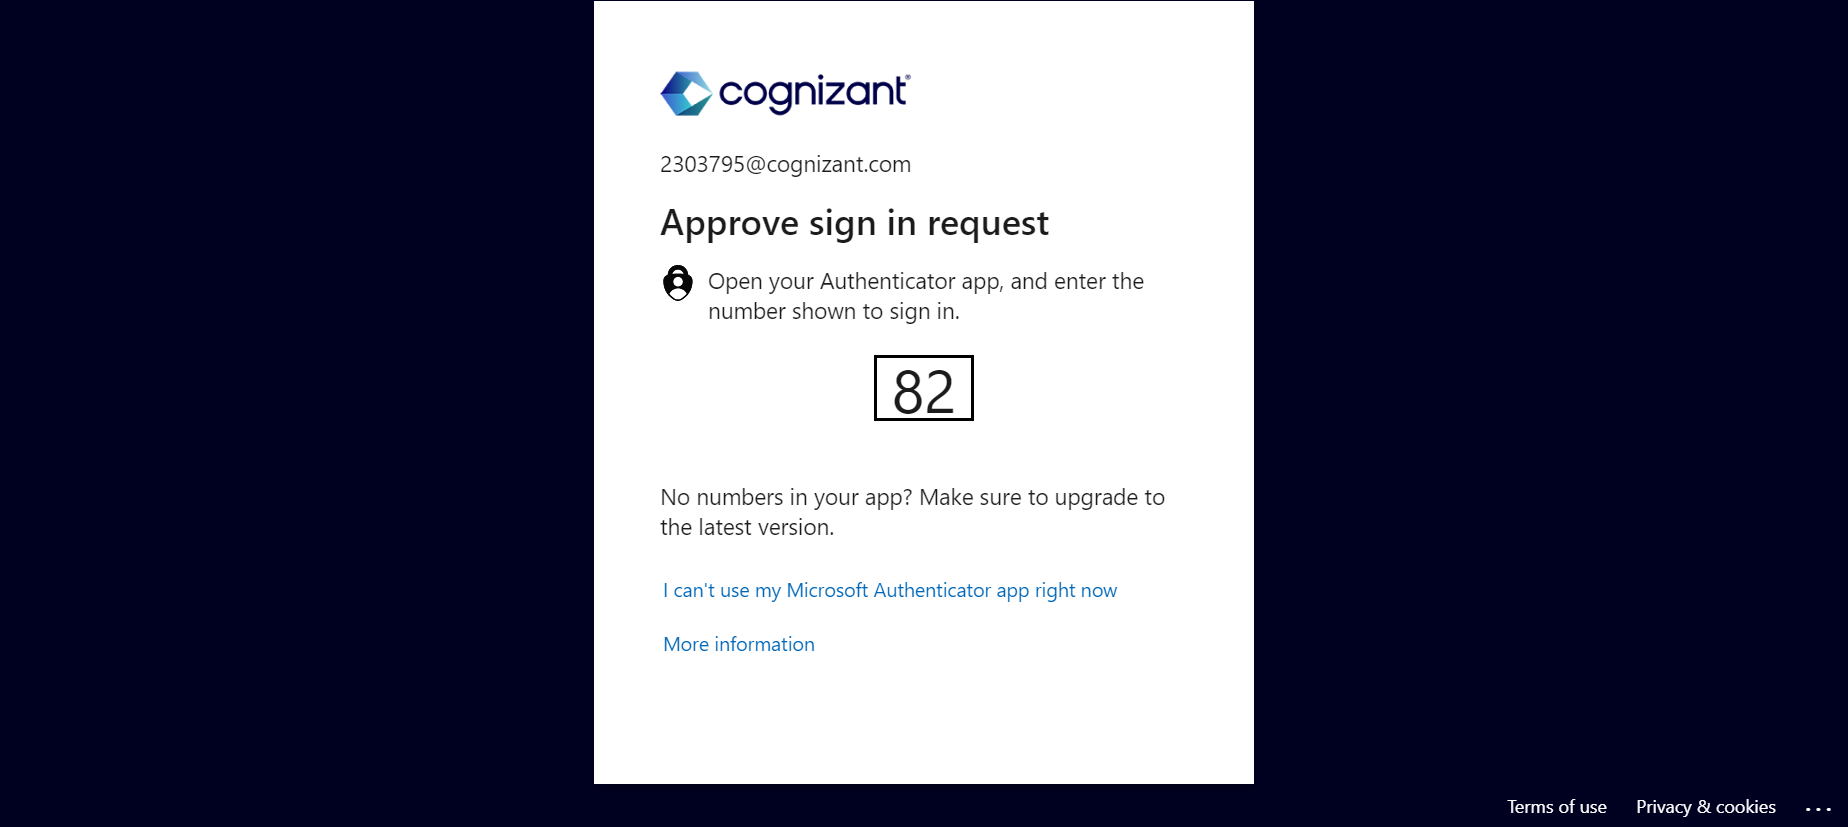 cognizant®
2303795@cognizant.com
Approve sign in request
Open your Authenticator app, and enter the
number shown to sign in.
82
No numbers in your app? Make sure to upgrade to
the latest version.
I can't use my Microsoft Authenticator app right now
More information
Terms of use Privacy & cookies ...